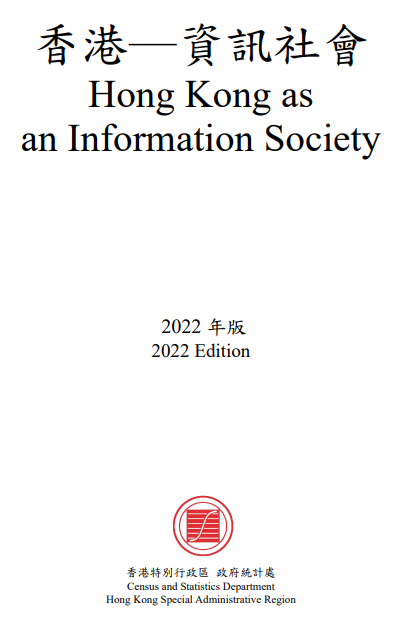 香港—資訊社會
Hong Kong as
an Information Society
2022 年版
2022 Edition
香港特別行政區 政府統計處
Census and Statistics Department
Hong Kong Special Administrative Region